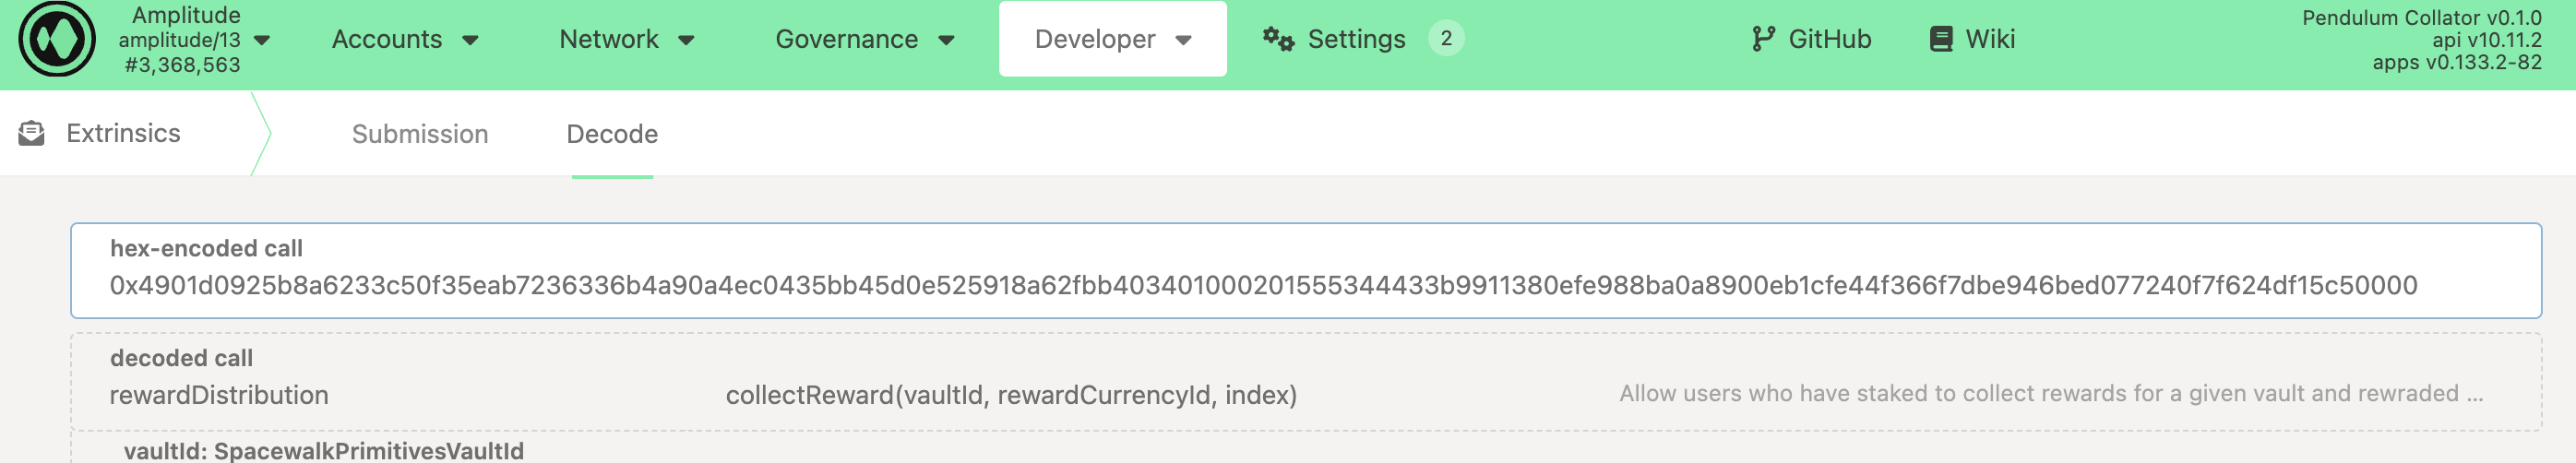 Amplitude
amplitude/13
#3,368,563
Accounts
Network
Governance
Developer
Settings
2
GitHub
Wiki
Pendulum Collator v0.1.0
api v10.11.2
apps v0.133.2-82
Extrinsics
Submission
Decode
hex-encoded call
0x4901d0925b8a6233c50f35eab7236336b4a90a4ec0435bb45d0e525918a62fbb403401000201555344433b9911380efe988ba0a8900eb1cfe44f366f7dbe946bed077240f7f624df15c50000
decoded call
rewardDistribution
collectReward(vaultId, rewardCurrencyId, index)
Allow users who have staked to collect rewards for a given vault and rewraded ...
vaultId: SpacewalkPrimitivesVaultId